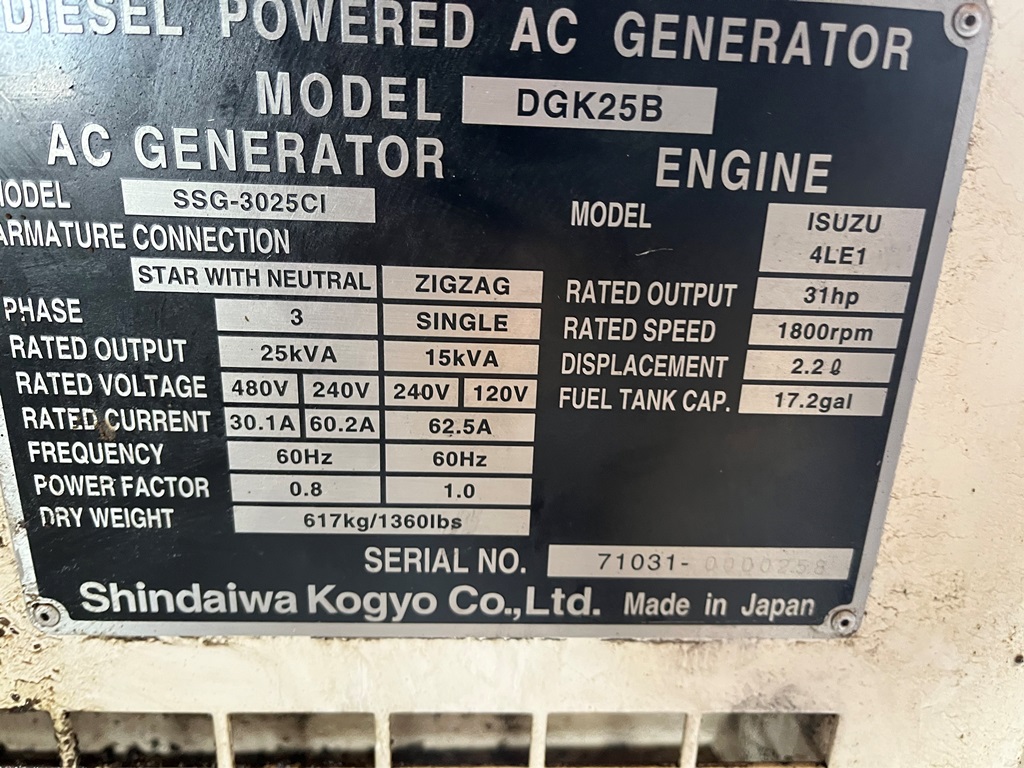 DIESEL POWERED AC GENERATOR
MODEL DGK25B
AC GENERATOR
MODEL SSG-3025CI
ARMATURE CONNECTION
STAR WITH NEUTRAL ZIGZAG
PHASE 3 SINGLE
RATED OUTPUT 25kVA 15kVA
RATED VOLTAGE 480V 240V 240V 120V
RATED CURRENT 30.1A 60.2A 62.5A
FREQUENCY 60Hz 60Hz
POWER FACTOR 0.8 1.0
DRY WEIGHT 617kg/1360lbs
ENGINE
MODEL ISUZU
4LE1
RATED OUTPUT 31hp
RATED SPEED 1800rpm
DISPLACEMENT 2.2ℓ
FUEL TANK CAP. 17.2gal
SERIAL NO. 71031-0000258
Shindaiwa Kogyo Co.,Ltd. Made in Japan